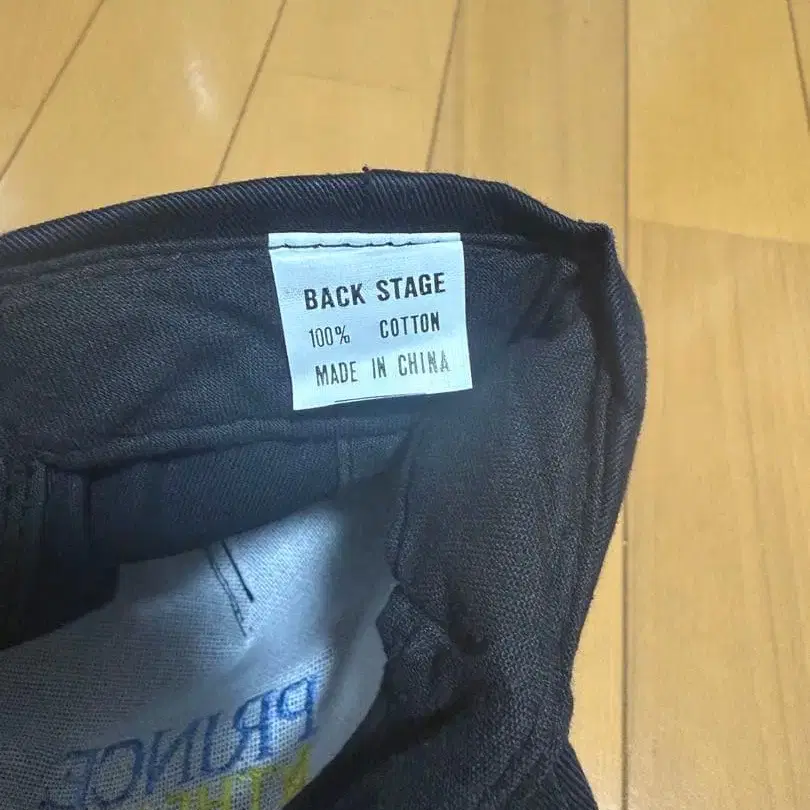 BACK STAGE
100% COTTON
MADE IN CHINA
PRINCE